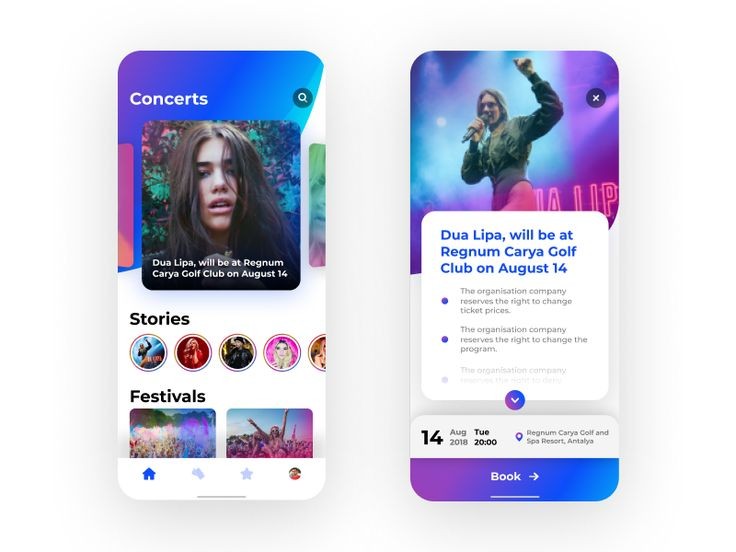 Concerts
Dua Lipa, will be at Regnum
Carya Golf Club on August 14
Stories
Festivals
UA LIPA
Dua Lipa, will be at
Regnum Carya Golf
Club on August 14
The organisation company
reserves the right to change
ticket prices.
The organisation company
reserves the right to change the
program.
The organisation company
reserves the right to deny
14
Aug
2018
Tue
20:00
Regnum Carya Golf and
Spa Resort, Antalya
Book